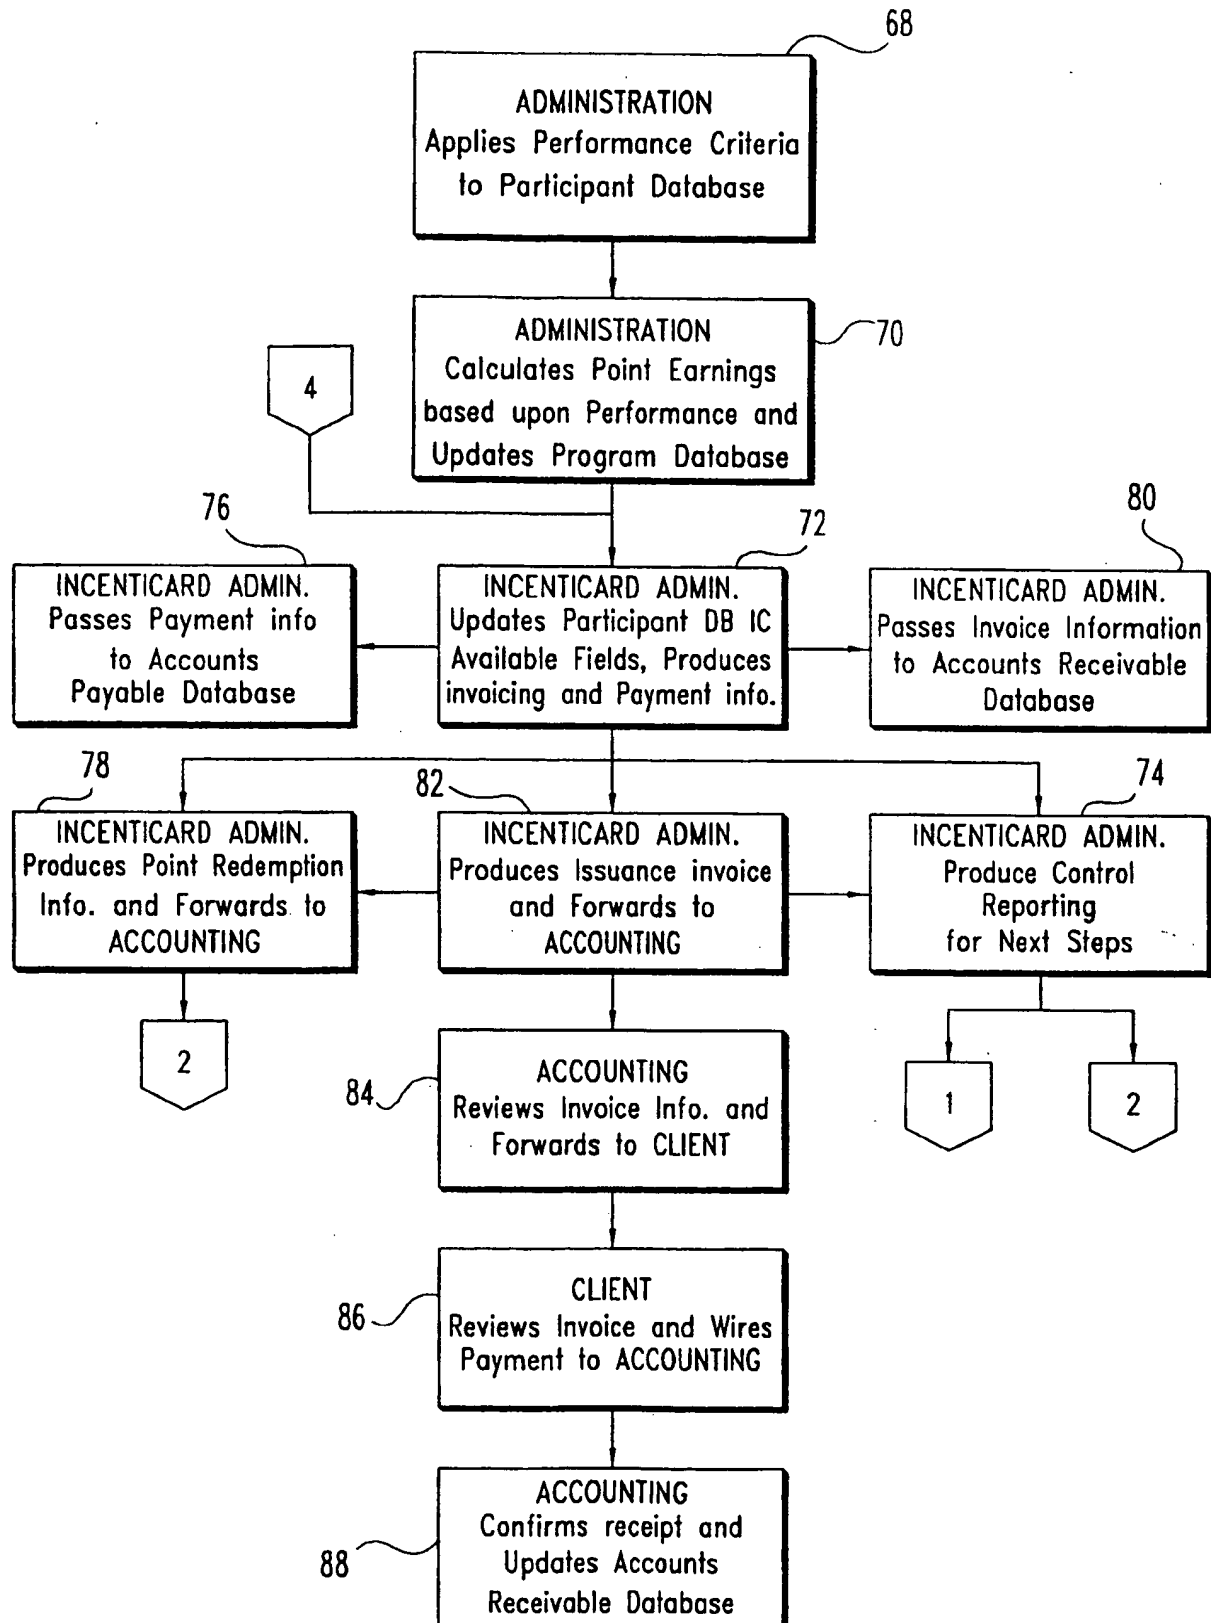 68
ADMINISTRATION
Applies Performance Criteria
to Participant Database
70
ADMINISTRATION
Calculates Point Earnings
based upon Performance and
Updates Program Database
4
76
INCENTICARD ADMIN.
Passes Payment info
to Accounts
Payable Database
72
INCENTICARD ADMIN.
Updates Participant DB IC
Available Fields, Produces
invoicing and Payment info.
80
INCENTICARD ADMIN.
Passes Invoice Information
to Accounts Receivable
Database
78
INCENTICARD ADMIN.
Produces Point Redemption
Info. and Forwards to
ACCOUNTING
82
INCENTICARD ADMIN.
Produces Issuance invoice
and Forwards to
ACCOUNTING
74
INCENTICARD ADMIN.
Produce Control
Reporting
for Next Steps
2
1
2
84
ACCOUNTING
Reviews Invoice Info. and
Forwards to CLIENT
86
CLIENT
Reviews Invoice and Wires
Payment to ACCOUNTING
88
ACCOUNTING
Confirms receipt and
Updates Accounts
Receivable Database